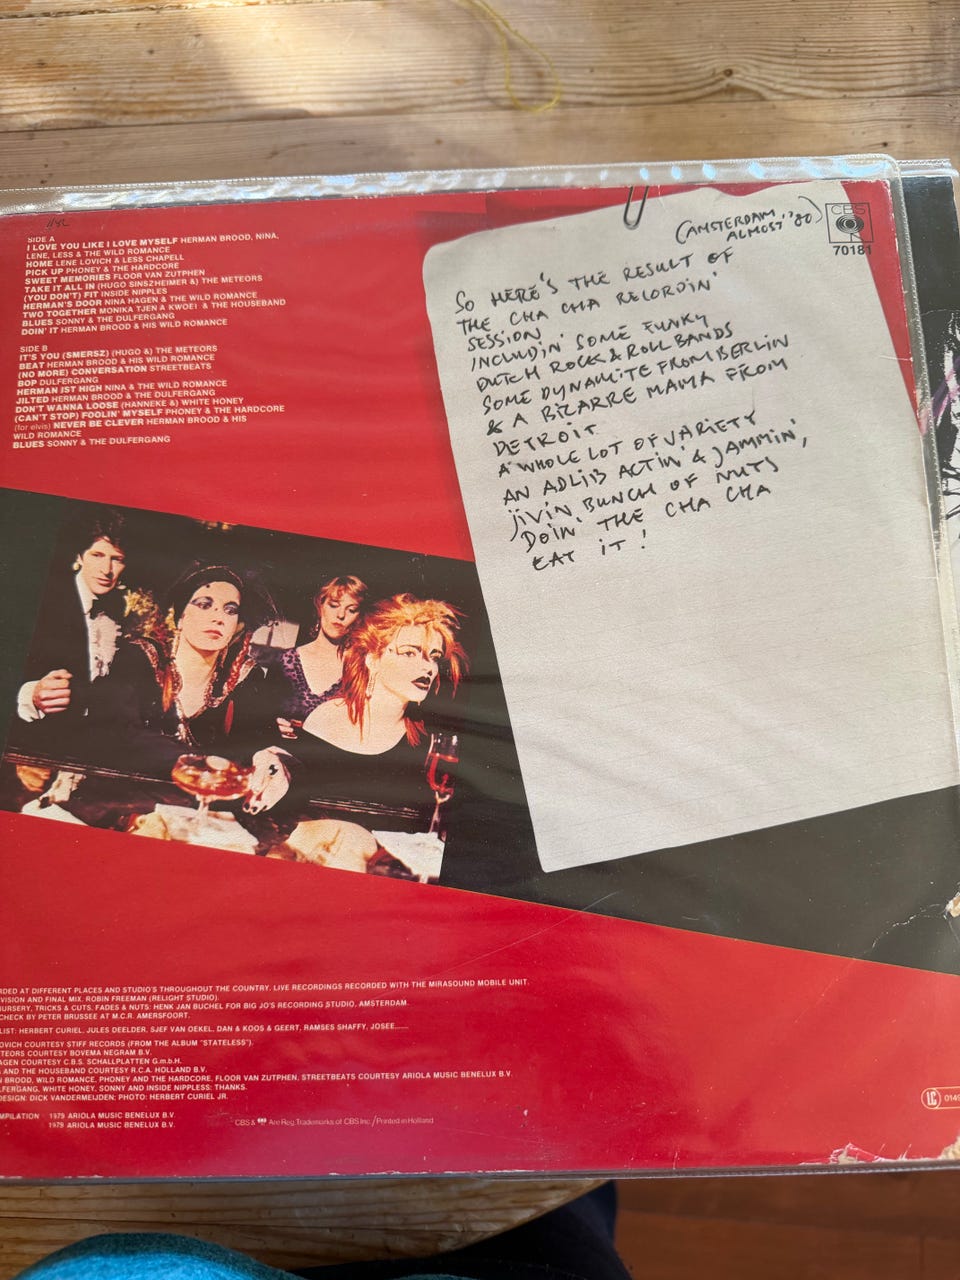 SIDE A
I LOVE YOU LIKE I LOVE MYSELF HERMAN BROOD, NINA,
LENE, LESS & THE WILD ROMANCE
HOME LENE LOVICH & LESS CHAPELL
PICK UP PHONEY & THE HARDCORE
SWEET MEMORIES FLOOR VAN ZUTPHEN
TAKE IT ALL IN (HUGO SINSZHEIMER &) THE METEORS
(YOU DON'T) FIT INSIDE NIPPLES
HERMAN'S DOOR NINA HAGEN & THE WILD ROMANCE
TWO TOGETHER MONIKA TJEN A KWOEI & THE HOUSEBAND
BLUES SONNY & THE DULFERGANG
DOIN' IT HERMAN BROOD & HIS WILD ROMANCE
SIDE B
IT'S YOU (SMERSZ) (HUGO &) THE METEORS
BEAT HERMAN BROOD & HIS WILD ROMANCE
(NO MORE) CONVERSATION STREETBEATS
BOP DULFERGANG
HERMAN IST HIGH NINA & THE WILD ROMANCE
JILTED HERMAN BROOD & THE DULFERGANG
DON'T WANNA LOOSE (HANNEKE &) WHITE HONEY
(CAN'T STOP) FOOLIN' MYSELF PHONEY & THE HARDCORE
(for elvis) NEVER BE CLEVER HERMAN BROOD & HIS
WILD ROMANCE
BLUES SONNY & THE DULFERGANG
(AMSTERDAM
ALMOST '80)
CBS
70181
SO HERE'S THE RESULT OF
THE CHA CHA RECORDIN'
SESSION
INCLUDIN' SOME FUNKY
DUTCH ROCK & ROLL BANDS
SOME DYNAMITE FROM BERLIN
& A BIZARRE MAMA FROM
DETROIT
A WHOLE LOT OF VARIETY
AN ADLIB ACTIN' & JAMMIN',
JIVIN BUNCH OF NUTS
DOIN' THE CHA CHA
EAT IT!
RDED AT DIFFERENT PLACES AND STUDIO'S THROUGHOUT THE COUNTRY. LIVE RECORDINGS RECORDED WITH THE MIRASOUND MOBILE UNIT.
VISION AND FINAL MIX. ROBIN FREEMAN (RELIGHT STUDIO).
URSERY, TRICKS & CUTS, FADES & NUTS: HENK JAN BUCHEL FOR BIG JO'S RECORDING STUDIO, AMSTERDAM.
CHECK BY PETER BRUSSEE AT M.C.R. AMERSFOORT.
LIST: HERBERT CURIEL, JULES DEELDER, SJEF VAN OEKEL, DAN & KOOS & GEERT, RAMSES SHAFFY, JOSEE......
OVICH COURTESY STIFF RECORDS (FROM THE ALBUM "STATELESS").
TEORS COURTESY BOVEMA NEGRAM B.V.
AGEN COURTESY C.B.S. SCHALLPLATTEN G.m.b.H.
AND THE HOUSEBAND COURTESY R.C.A. HOLLAND B.V.
BROOD, WILD ROMANCE, PHONEY AND THE HARDCORE, FLOOR VAN ZUTPHEN, STREETBEATS COURTESY ARIOLA MUSIC BENELUX B.V.
LFERGANG, WHITE HONEY, SONNY AND INSIDE NIPPLESS: THANKS.
DESIGN: DICK VANDERMEIJDEN; PHOTO: HERBERT CURIEL JR.
MPILATION 1979 ARIOLA MUSIC BENELUX B.V.
1979 ARIOLA MUSIC BENELUX B.V.
CBS & Are Reg. Trademarks of CBS Inc / Printed in Holland
LC 0149